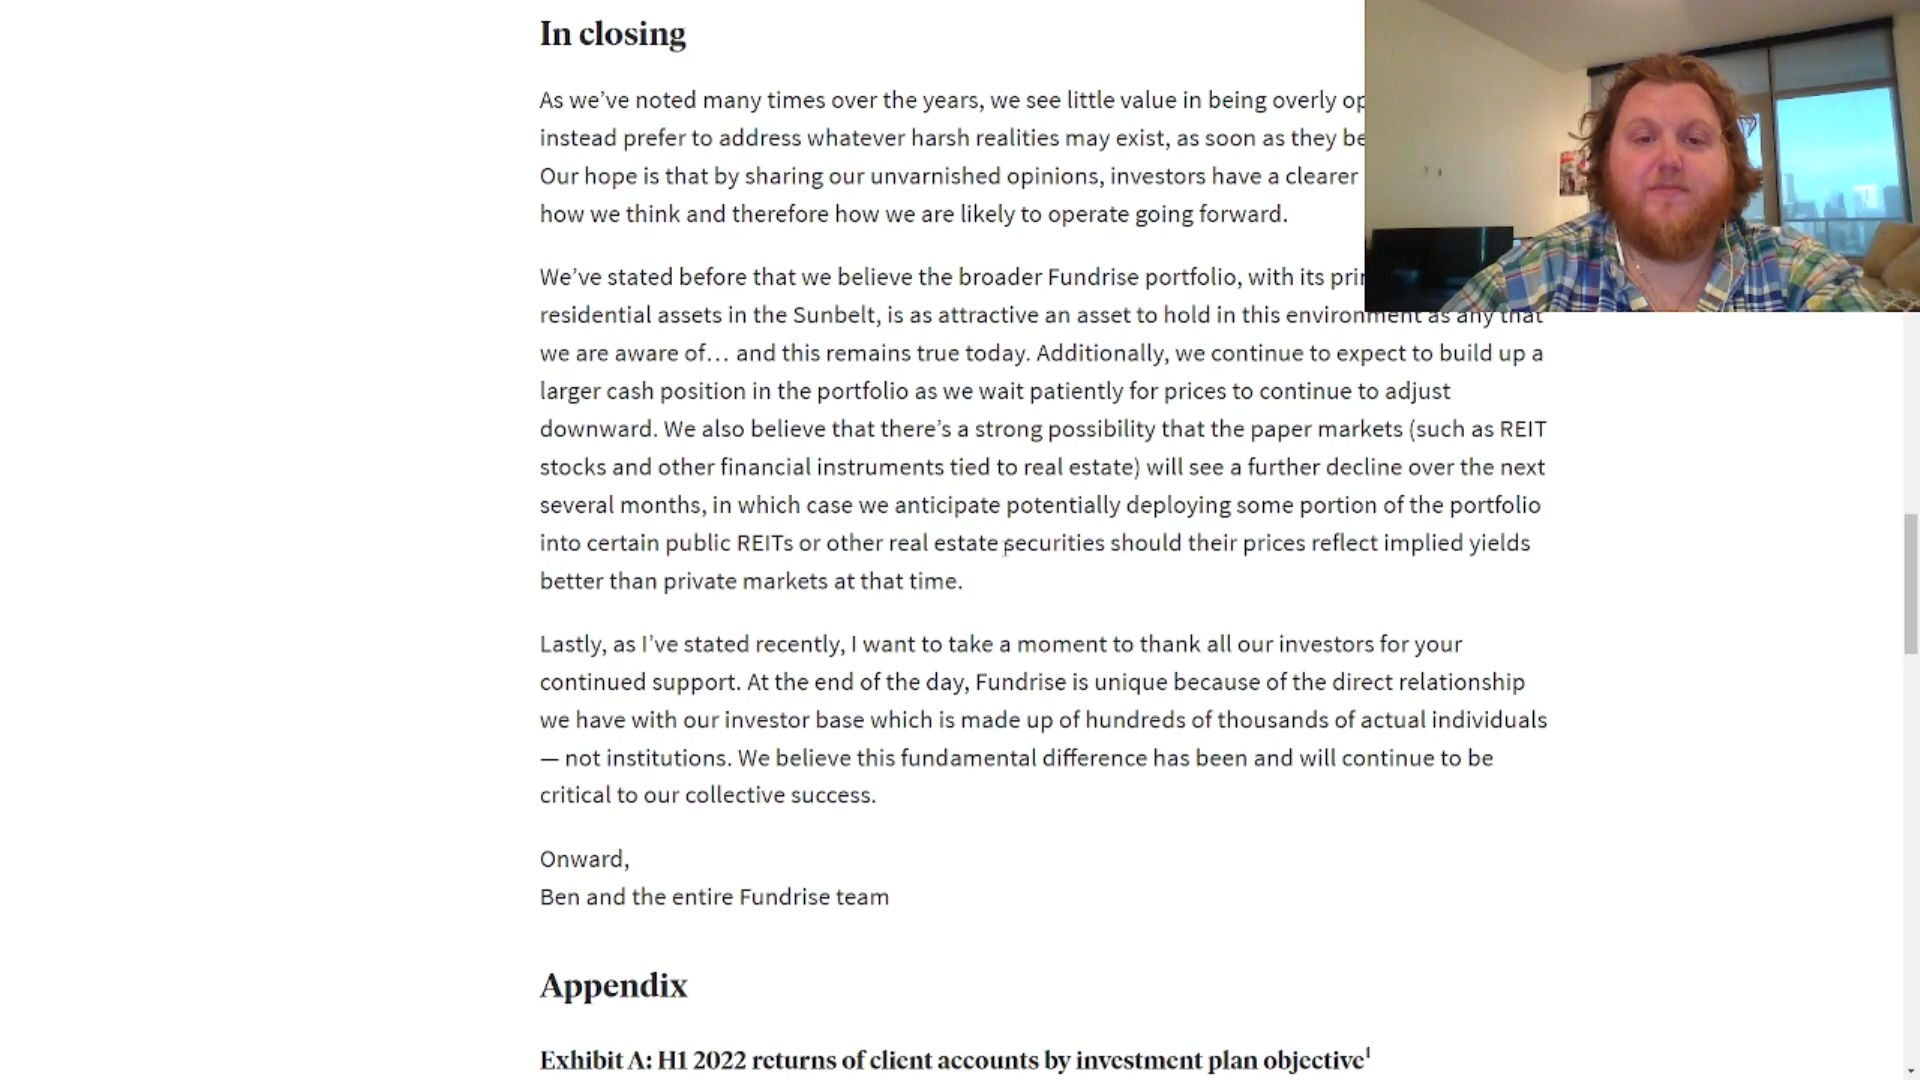 In closing
As we’ve noted many times over the years, we see little value in being overly
instead prefer to address whatever harsh realities may exist, as soon as they
Our hope is that by sharing our unvarnished opinions, investors have a clearer
how we think and therefore how we are likely to operate going forward.
We’ve stated before that we believe the broader Fundrise portfolio, with its
residential assets in the Sunbelt, is as attractive an asset to hold in this environment as any that
we are aware of… and this remains true today. Additionally, we continue to expect to build up a
larger cash position in the portfolio as we wait patiently for prices to continue to adjust
downward. We also believe that there’s a strong possibility that the paper markets (such as REIT
stocks and other financial instruments tied to real estate) will see a further decline over the next
several months, in which case we anticipate potentially deploying some portion of the portfolio
into certain public REITs or other real estate securities should their prices reflect implied yields
better than private markets at that time.
Lastly, as I’ve stated recently, I want to take a moment to thank all our investors for your
continued support. At the end of the day, Fundrise is unique because of the direct relationship
we have with our investor base which is made up of hundreds of thousands of actual individuals
— not institutions. We believe this fundamental difference has been and will continue to be
critical to our collective success.
Onward,
Ben and the entire Fundrise team
Appendix
Exhibit A: H1 2022 returns of client accounts by investment plan objective¹